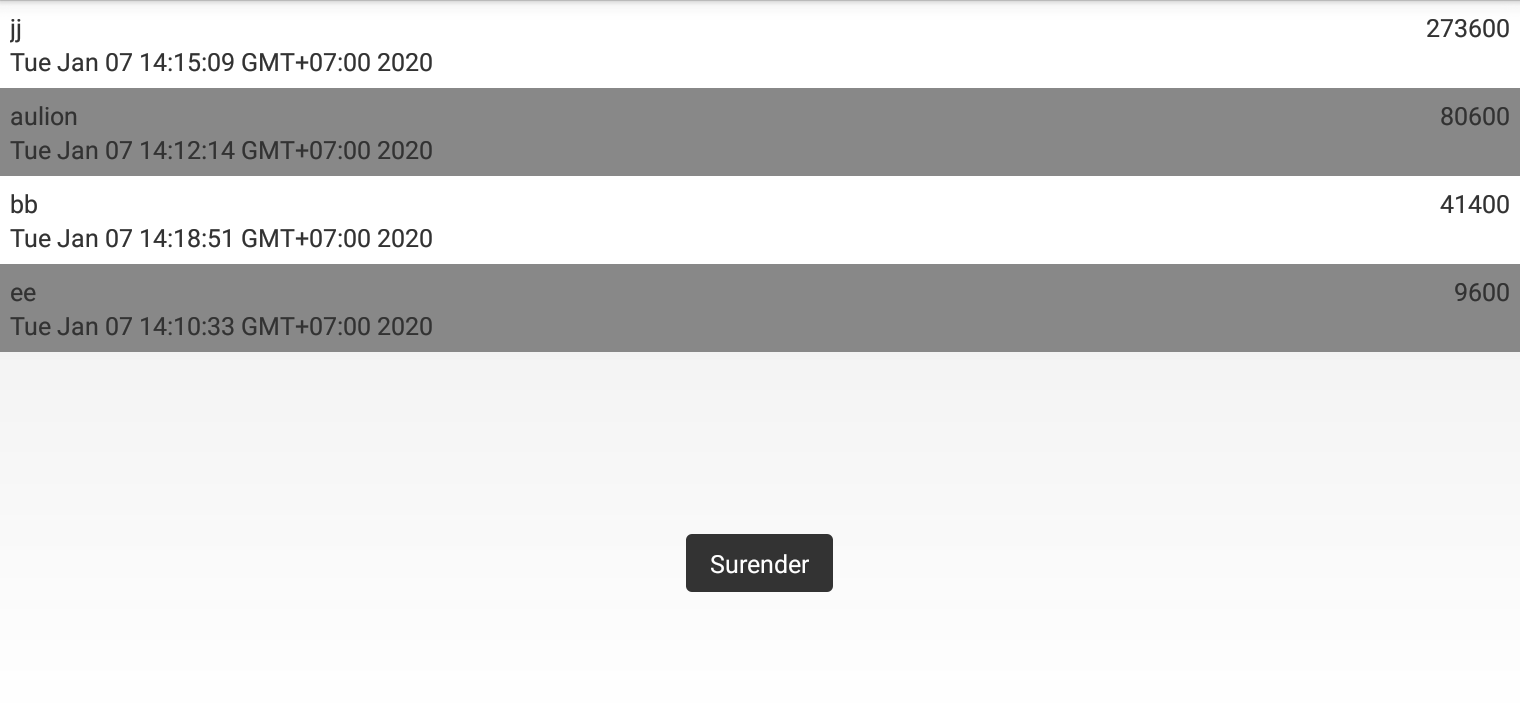 jj 273600
Tue Jan 07 14:15:09 GMT+07:00 2020
aulion 80600
Tue Jan 07 14:12:14 GMT+07:00 2020
bb 41400
Tue Jan 07 14:18:51 GMT+07:00 2020
ee 9600
Tue Jan 07 14:10:33 GMT+07:00 2020
Surender